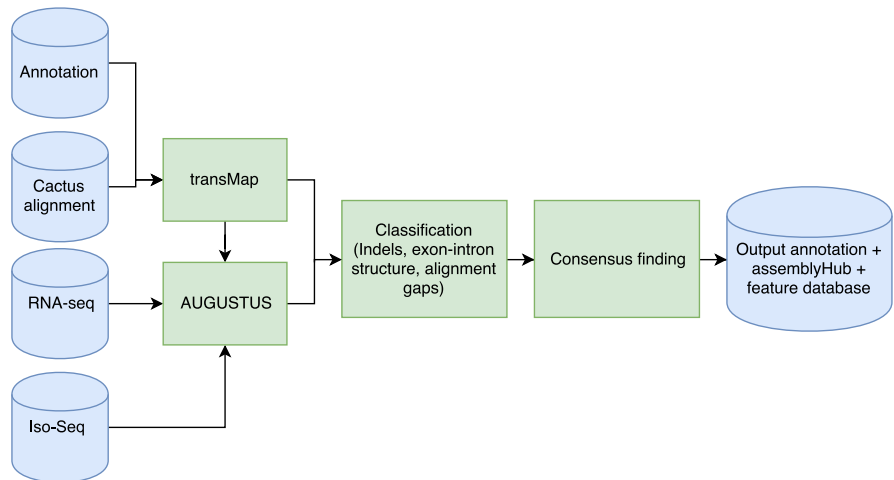 Annotation
Cactus
alignment
transMap
RNA-seq
AUGUSTUS
Iso-Seq
Classification
(Indels, exon-intron
structure, alignment
gaps)
Consensus finding
Output annotation +
assemblyHub +
feature database